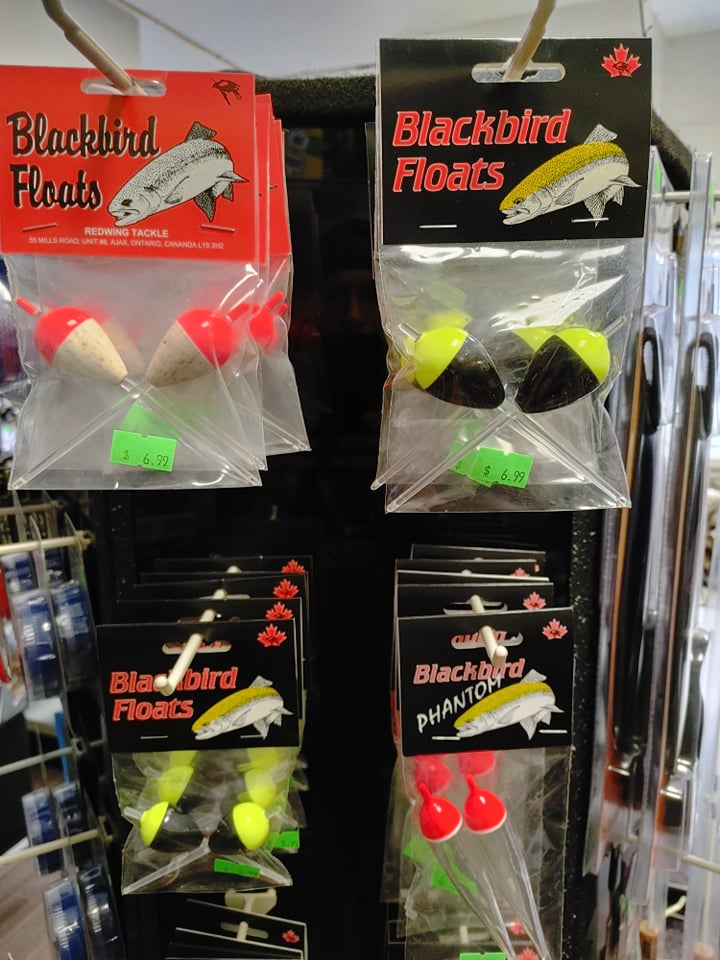 Blackbird
Floats
REDWING TACKLE
55 MILLS ROAD, UNIT #6, AJAX, ONTARIO, CANANDA L1S 2H2
$ 6.99
Blackbird
Floats
$ 6.99
Blackbird
Floats
Blackbird
PHANTOM